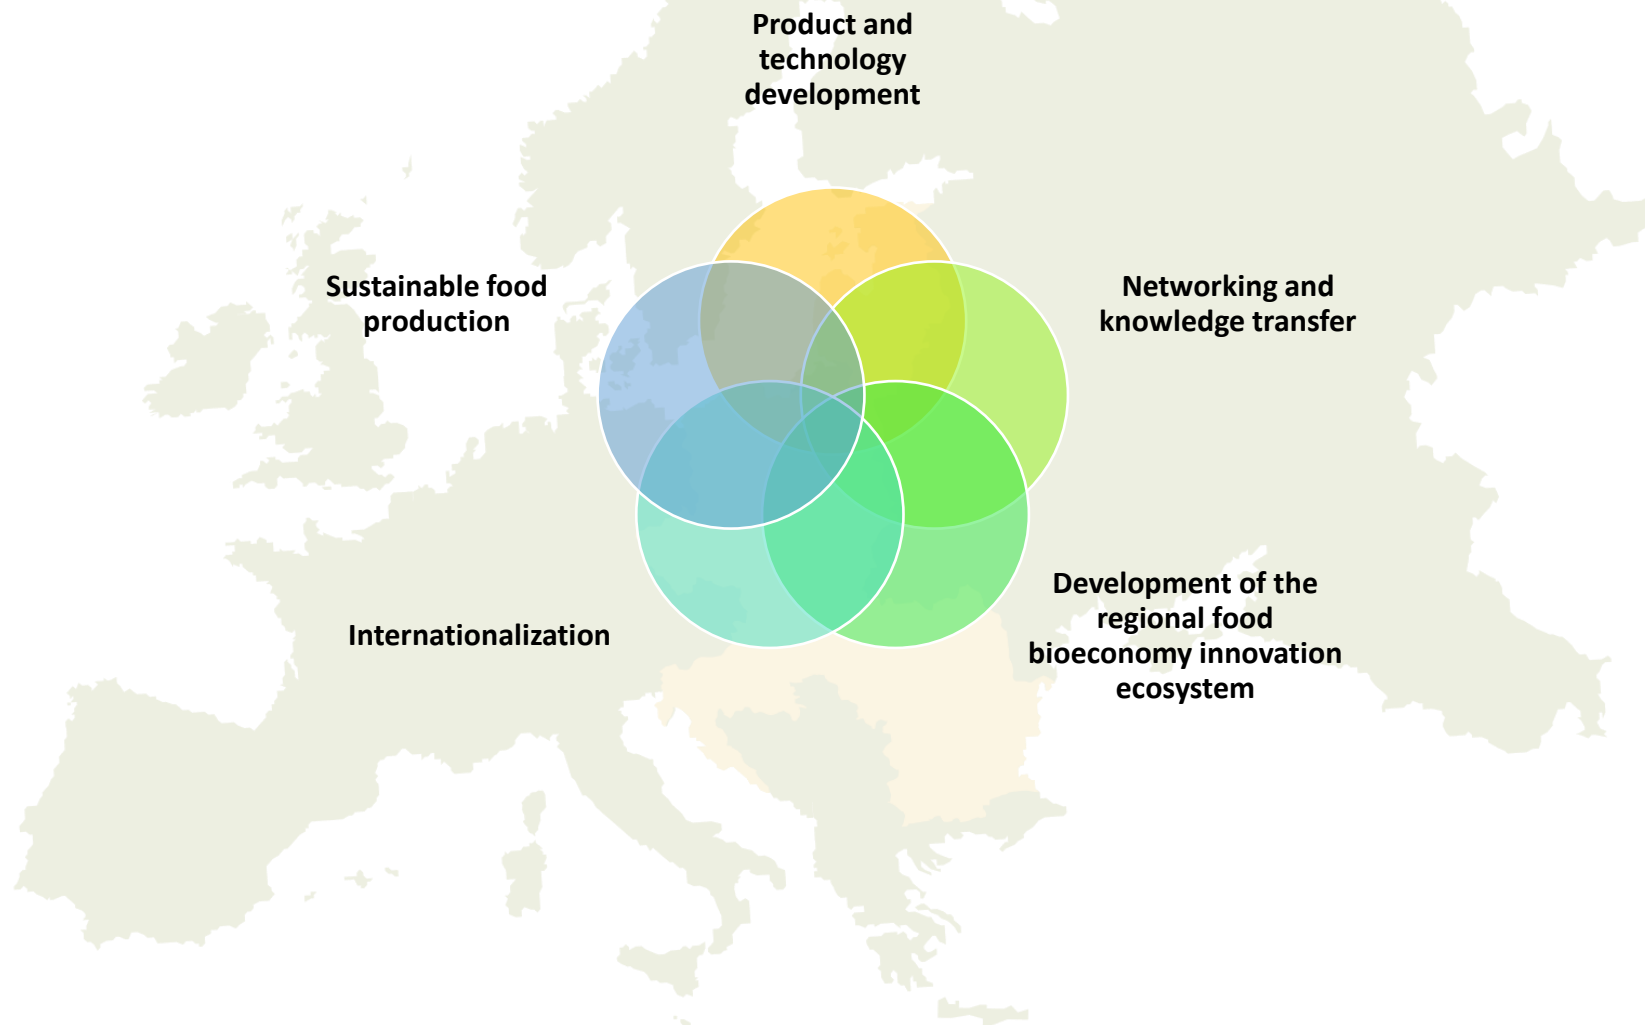 Product and
technology
development
Sustainable food
production
Networking and
knowledge transfer
Internationalization
Development of the
regional food
bioeconomy innovation
ecosystem